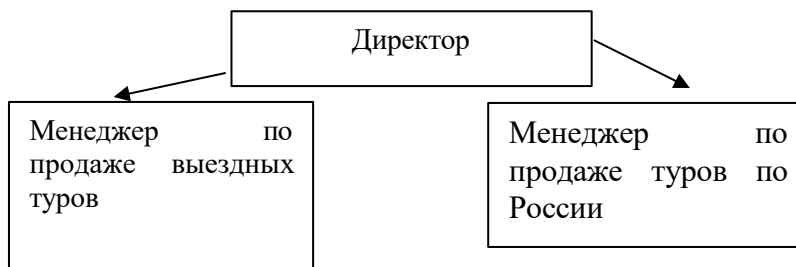 Директор
Менеджер по
продаже выездных
туров
Менеджер по
продаже туров по
России